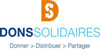 DONSSOLIDAIRES
Donner > Distribuer > Partager